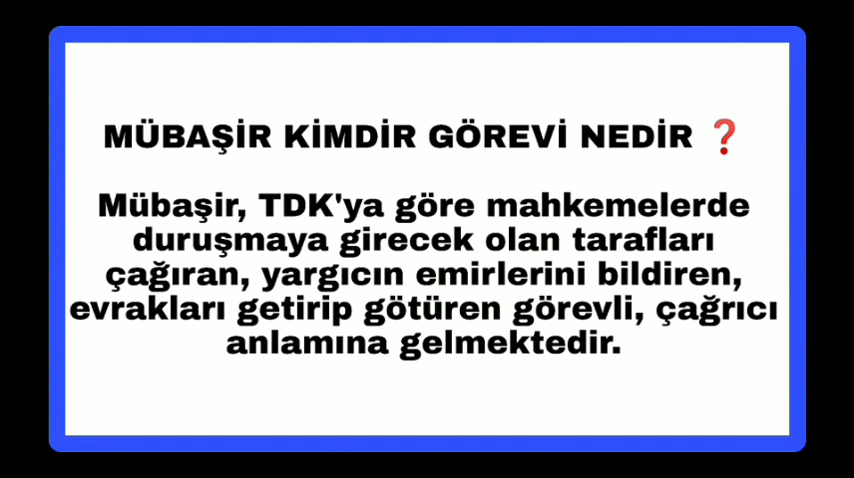 MÜBAŞİR KİMDİR GÖREVİ NEDİR ❓
Mübaşir, TDK'ya göre mahkemelerde
duruşmaya girecek olan tarafları
çağıran, yargıcın emirlerini bildiren,
evrakları getirip götüren görevli, çağrıcı
anlamına gelmektedir.